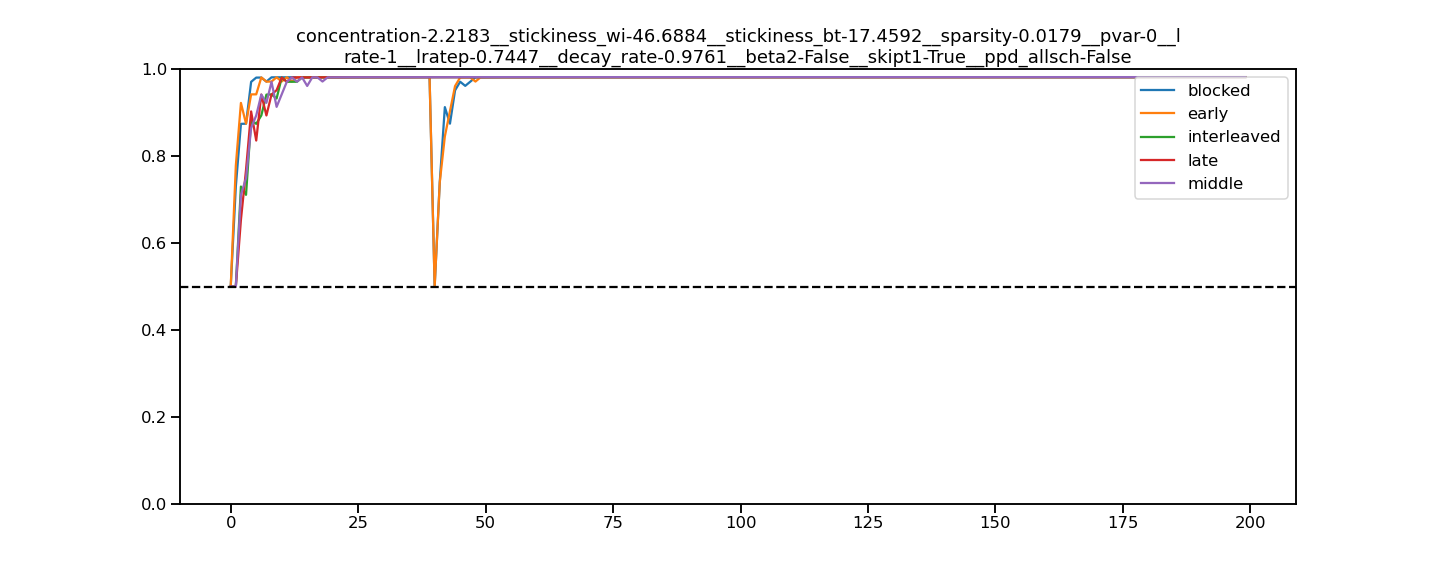 concentration-2.2183__stickiness_wi-46.6884__stickiness_bt-17.4592__sparsity-0.0179__pvar-0__l
rate-1__lratep-0.7447__decay_rate-0.9761__beta2-False__skipt1-True__ppd_allsch-False
1.0
0.8
0.6
0.4
0.2
0.0
0
25
50
75
100
125
150
175
200
blocked
early
interleaved
late
middle